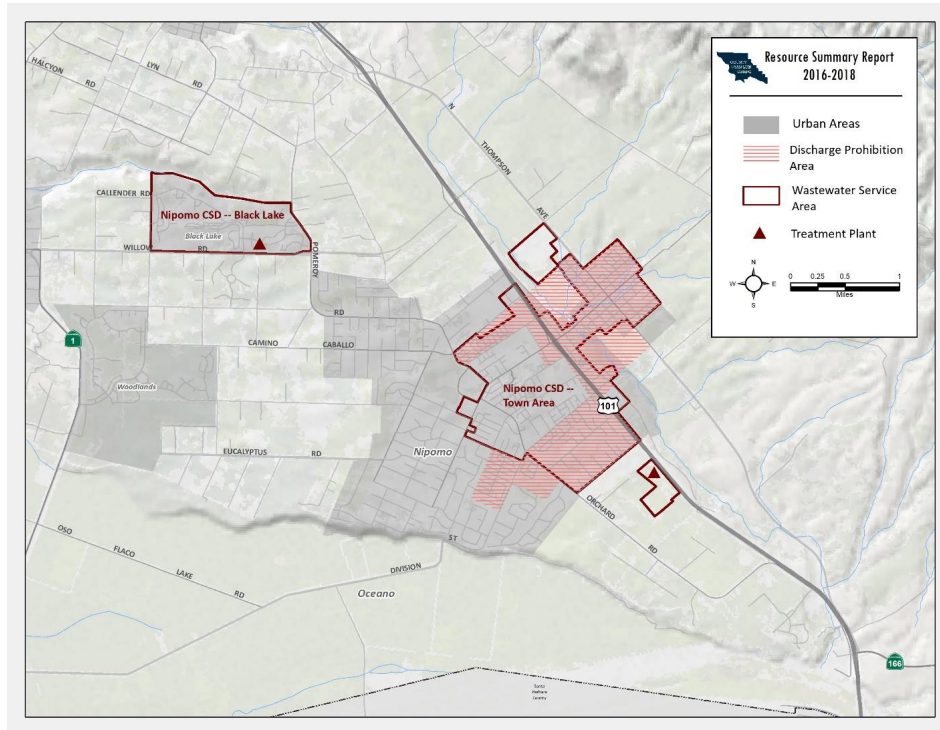 Resource Summary Report
2016-2018
Urban Areas
Discharge Prohibition
Area
Wastewater Service
Area
Treatment Plant
N
W
E
S
0
0.25
0.5
1
Miles
HALCYON
RD
LYN
RD
N
THOMPSON
AVE
CALLENDER RD
Nipomo CSD -- Black Lake
Black Lake
WILLOW
RD
POMEROY
RD
1
CAMINO
CABALLO
Woodlands
Nipomo CSD --
Town Area
101
EUCALYPTUS
RD
Nipomo
ORCHARD
RD
OSO
FLACO
LAKE
RD
DIVISION
ST
Oceano
166
Santa
Barbara
County